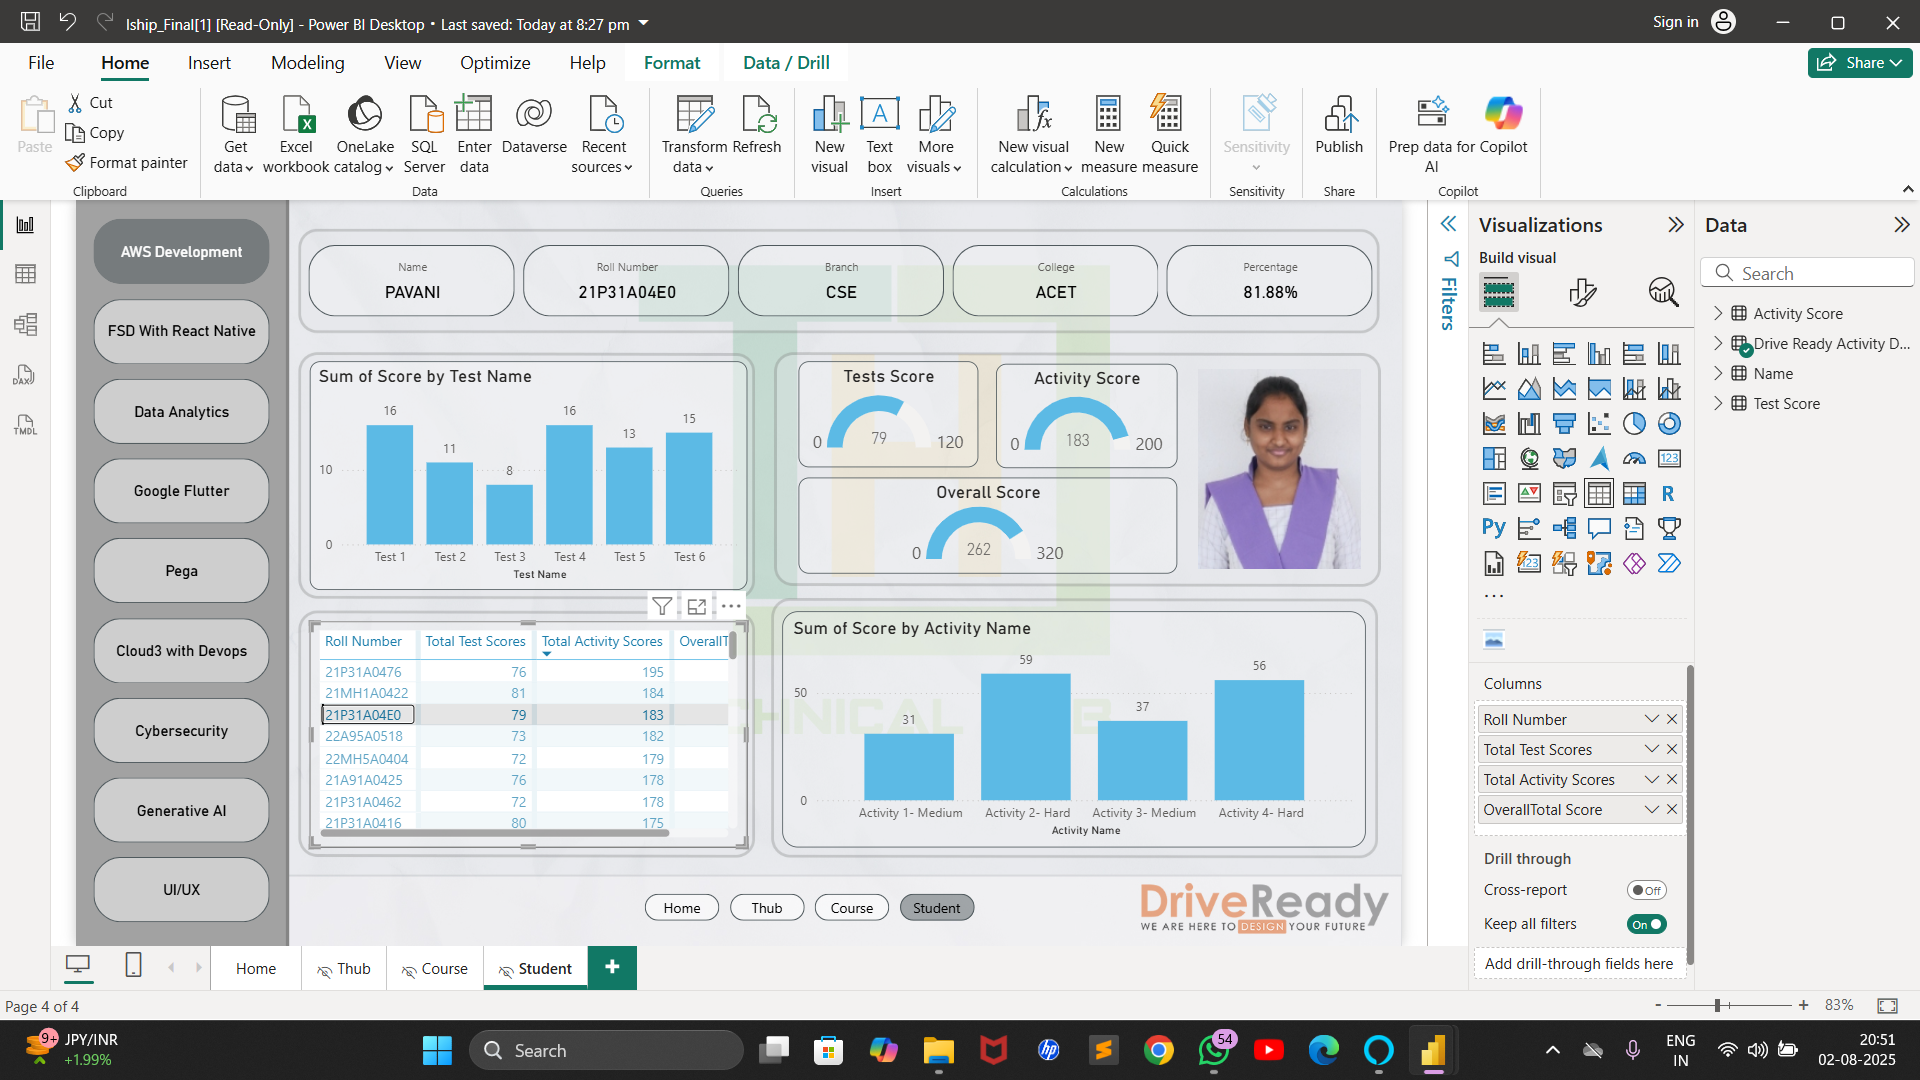 Iship_Final[1] [Read-Only] - Power BI Desktop • Last saved: Today at 8:27 pm
Sign in
File Home Insert Modeling View Optimize Help Format Data / Drill
Share
Paste
Cut
Copy
Format painter
Clipboard
Get data
Excel workbook
OneLake catalog
SQL Server
Enter data
Dataverse
Recent sources
Data
Transform data
Refresh
Queries
New visual
Text box
More visuals
Insert
New visual calculation
New measure
Quick measure
Calculations
Sensitivity
Sensitivity
Publish
Share
Prep data for AI
Copilot
Copilot
AWS Development
FSD With React Native
Data Analytics
Google Flutter
Pega
Cloud3 with Devops
Cybersecurity
Generative AI
UI/UX
Name
PAVANI
Roll Number
21P31A04E0
Branch
CSE
College
ACET
Percentage
81.88%
Sum of Score by Test Name
16 11 8 16 13 15
10
0
Test 1 Test 2 Test 3 Test 4 Test 5 Test 6
Test Name
Tests Score
0 79 120
Activity Score
0 183 200
Overall Score
0 262 320
Roll Number Total Test Scores Total Activity Scores OverallT
21P31A0476 76 195
21MH1A0422 81 184
21P31A04E0 79 183
22A95A0518 73 182
22MH5A0404 72 179
21A91A0425 76 178
21P31A0462 72 178
21P31A0416 80 175
Sum of Score by Activity Name
31 59 37 56
50
0
Activity 1- Medium Activity 2- Hard Activity 3- Medium Activity 4- Hard
Activity Name
Home Thub Course Student
DriveReady
WE ARE HERE TO DESIGN YOUR FUTURE
Home Thub Course Student +
Page 4 of 4
- + 83%
Filters
Visualizations
Build visual
123
R
Py
123
...
Columns
Roll Number
Total Test Scores
Total Activity Scores
OverallTotal Score
Drill through
Cross-report Off
Keep all filters On
Add drill-through fields here
Data
Search
Activity Score
Drive Ready Activity D...
Name
Test Score
DAX
TMDL
9+
JPY/INR
+1.99%
Search
hp
54
ENG
IN
20:51
02-08-2025